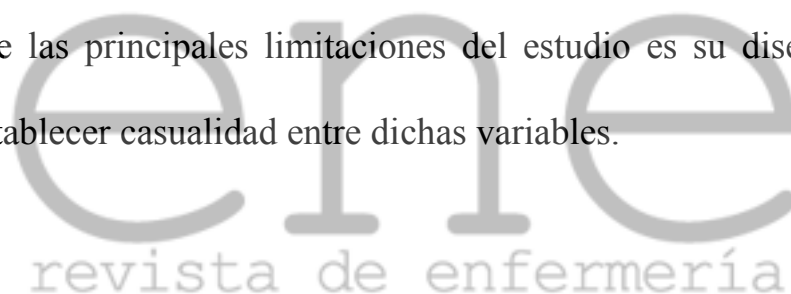 e las principales limitaciones del estudio es su dise
tablecer casualidad entre dichas variables.
ene
revista de enfermería